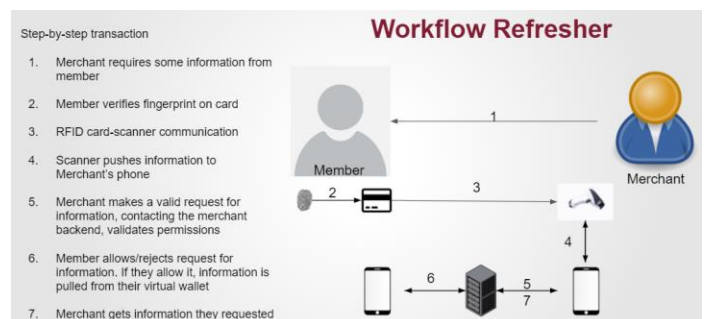 Workflow Refresher
Step-by-step transaction
1. Merchant requires some information from
member
2. Member verifies fingerprint on card
3. RFID card-scanner communication
4. Scanner pushes information to
Merchant's phone
5. Merchant makes a valid request for
information, contacting the merchant
backend, validates permissions
6. Member allows/rejects request for
information. If they allow it, information is
pulled from their virtual wallet
7. Merchant gets information they requested
1
Member
Merchant
2
3
4
6
5
7